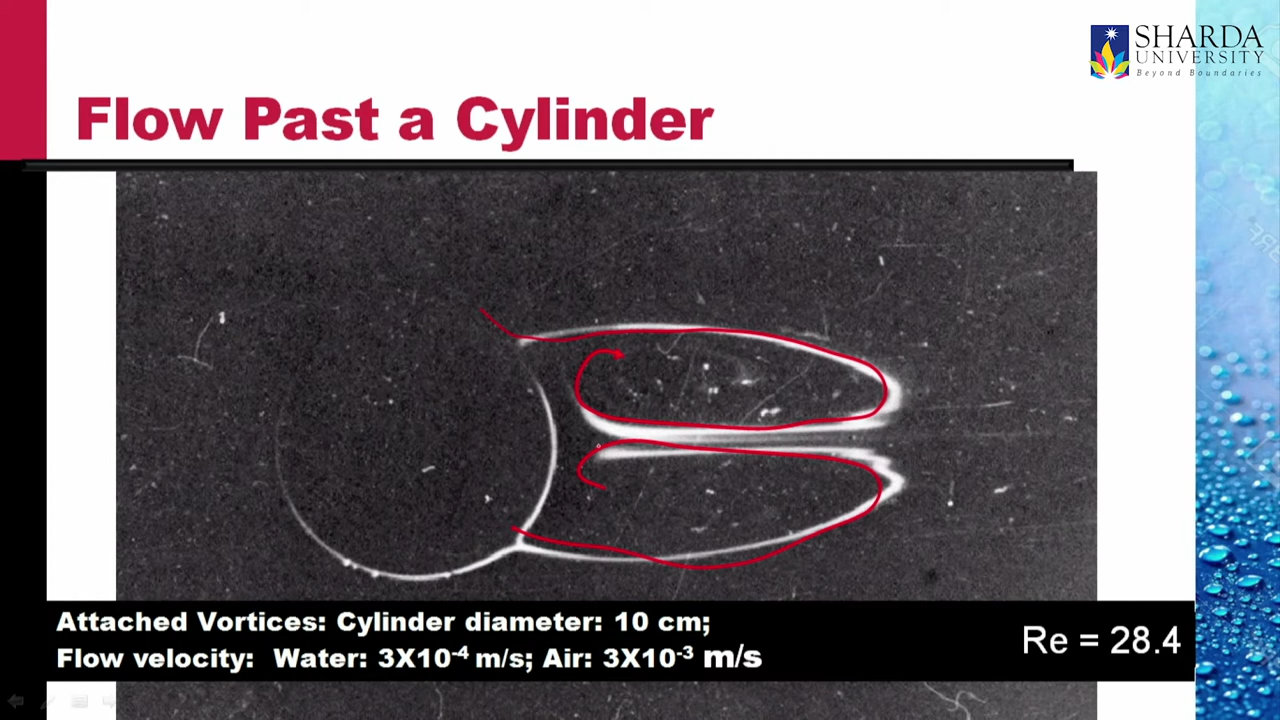 SHARDA
UNIVERSITY
Beyond Boundaries
Flow Past a Cylinder
Attached Vortices: Cylinder diameter: 10 cm;
Flow velocity: Water: 3X10⁻⁴ m/s; Air: 3X10⁻³ m/s
Re = 28.4